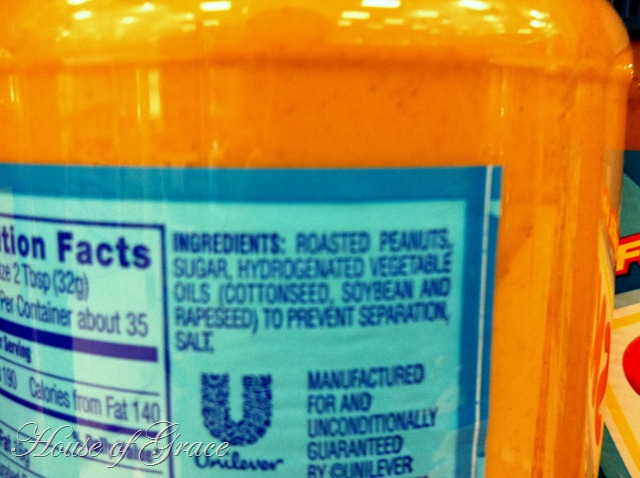 tion Facts
ize 2 Tbsp (32g)
Per Container about 35
Serving
190 Calories from Fat 140
INGREDIENTS: ROASTED PEANUTS,
SUGAR, HYDROGENATED VEGETABLE
OILS (COTTONSEED, SOYBEAN AND
RAPESEED) TO PREVENT SEPARATION,
SALT.
U
Unilever
MANUFACTURED
FOR AND
UNCONDITIONALLY
GUARANTEED
BY ©UNILEVER
House of Grace
F